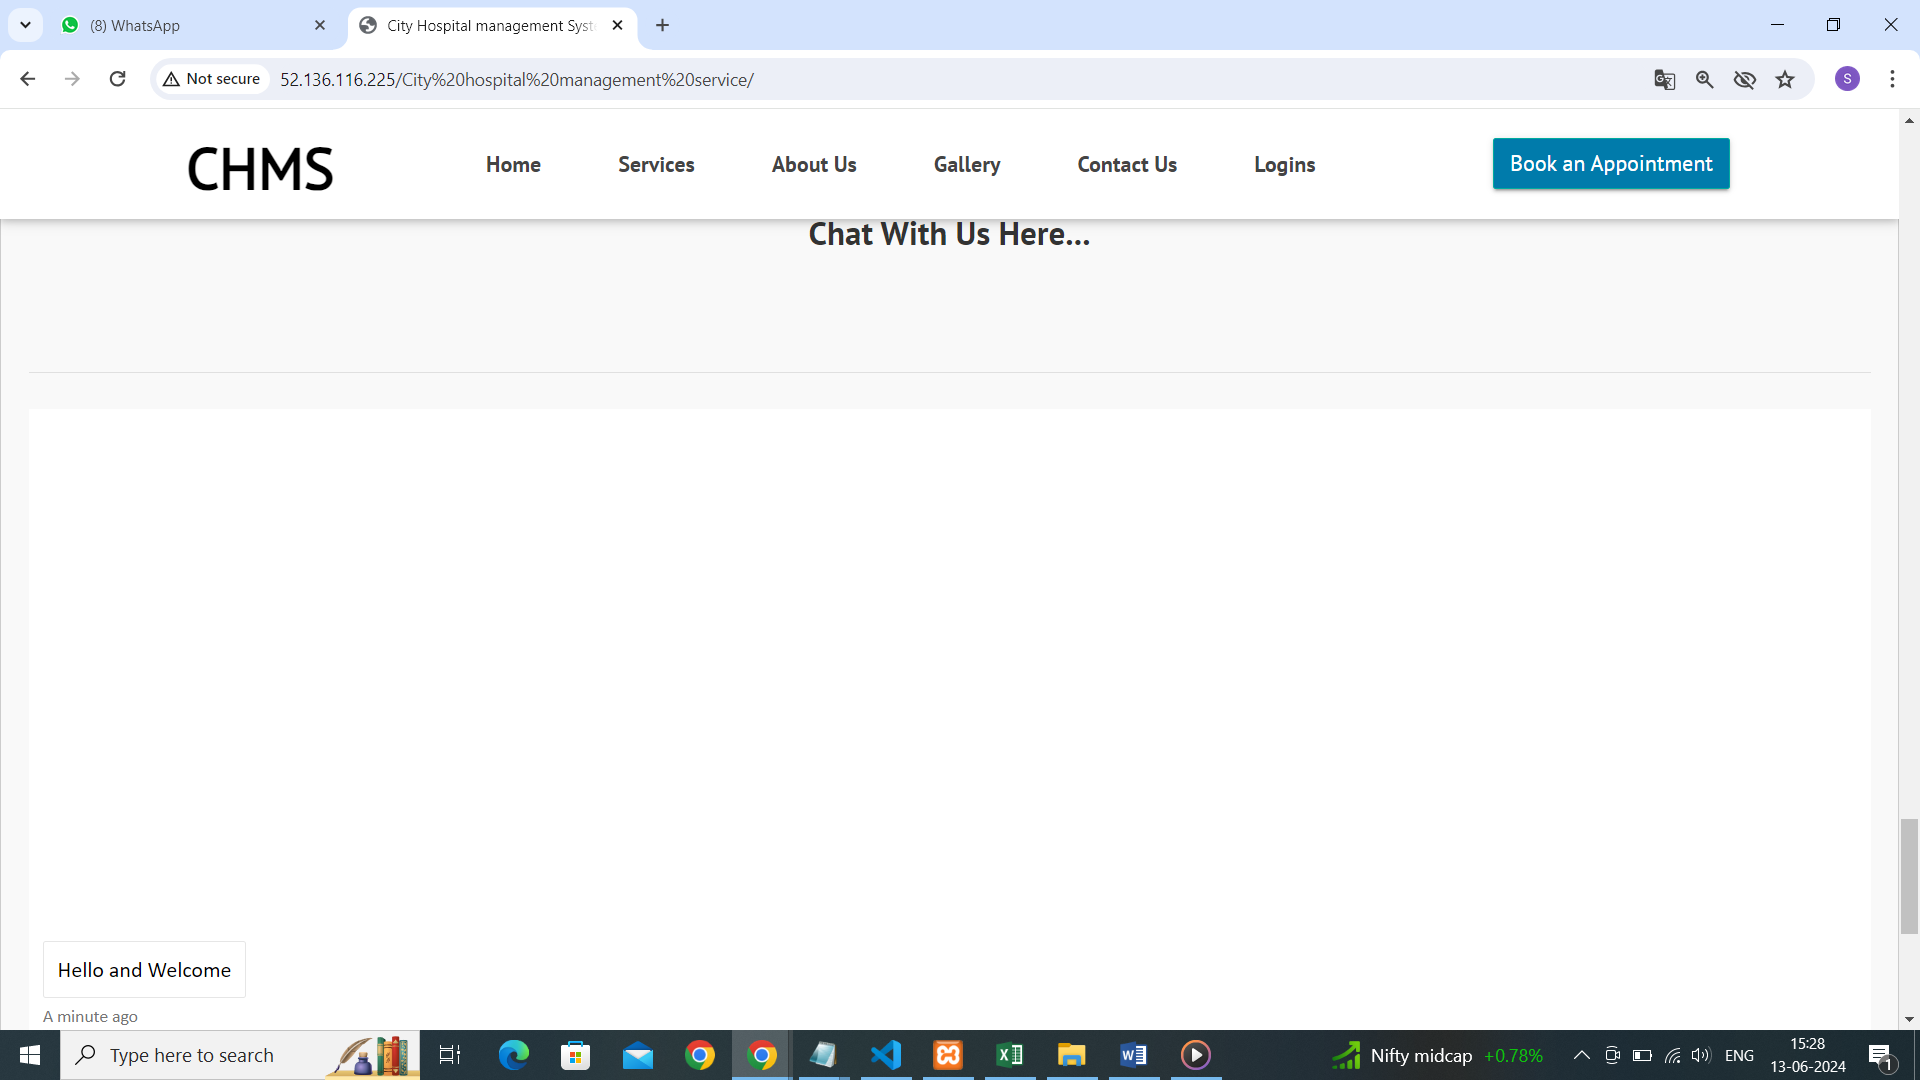 (8) WhatsApp
City Hospital management Syst
Not secure
52.136.116.225/City%20hospital%20management%20service/
S
CHMS
Home
Services
About Us
Gallery
Contact Us
Logins
Book an Appointment
Chat With Us Here...
Hello and Welcome
A minute ago
Type here to search
Nifty midcap +0.78%
ENG
15:28
13-06-2024
1